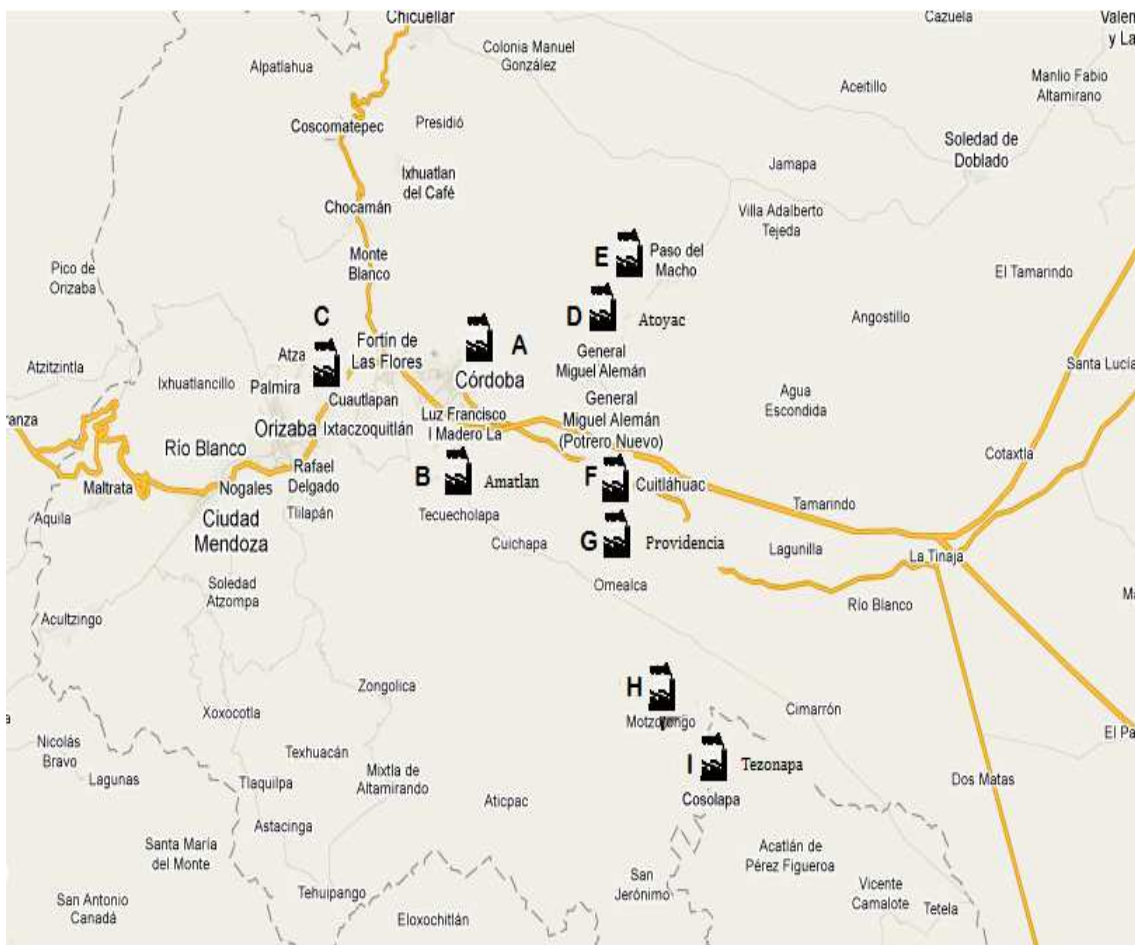 Chicuellar
Cazuela
Valen
y La
Colonia Manuel
González
Alpatlahua
Aceitillo
Manlio Fabio
Altamirano
Coscomatepec
Presidió
Soledad de
Doblado
Ixhuatlan
del Café
Jamapa
Chocamán
Villa Adalberto
Tejeda
Monte
Blanco
E
Paso del
Macho
Pico de
Orizaba
El Tamarindo
C
D
Atoyac
Angostillo
A
Fortín de
Las Flores
Atza
General
Miguel Alemán
Atzitzintla
Ixhuatlancillo
Palmira
Córdoba
Santa Lucía
Cuautlapan
General
Miguel Alemán
(Potrero Nuevo)
Agua
Escondida
ranza
Luz Francisco
I Madero La
Orizaba
Ixtaczoquitlán
Río Blanco
Cotaxtla
Rafael
Delgado
B
Amatlan
F
Cuitláhuac
Maltrata
Nogales
Tamarindo
Aquila
Tlilapán
Tecuecholapa
Ciudad
Mendoza
Cuichapa
G
Providencia
Lagunilla
La Tinaja
Soledad
Atzompa
Omealca
Ma
Río Blanco
Acultzingo
Zongolica
H
Xoxocotla
Motzorongo
Cimarrón
a
El Pa
Nicolás
Bravo
Texhuacán
I
Tezonapa
Lagunas
Tlaquilpa
Mixtla de
Altamirando
Dos Matas
Aticpac
Cosolapa
Astacinga
Santa María
del Monte
Acatlán de
Pérez Figueroa
San
Jerónimo
Tehuipango
Vicente
Camalote
San Antonio
Canadá
Tetela
Eloxochitlán